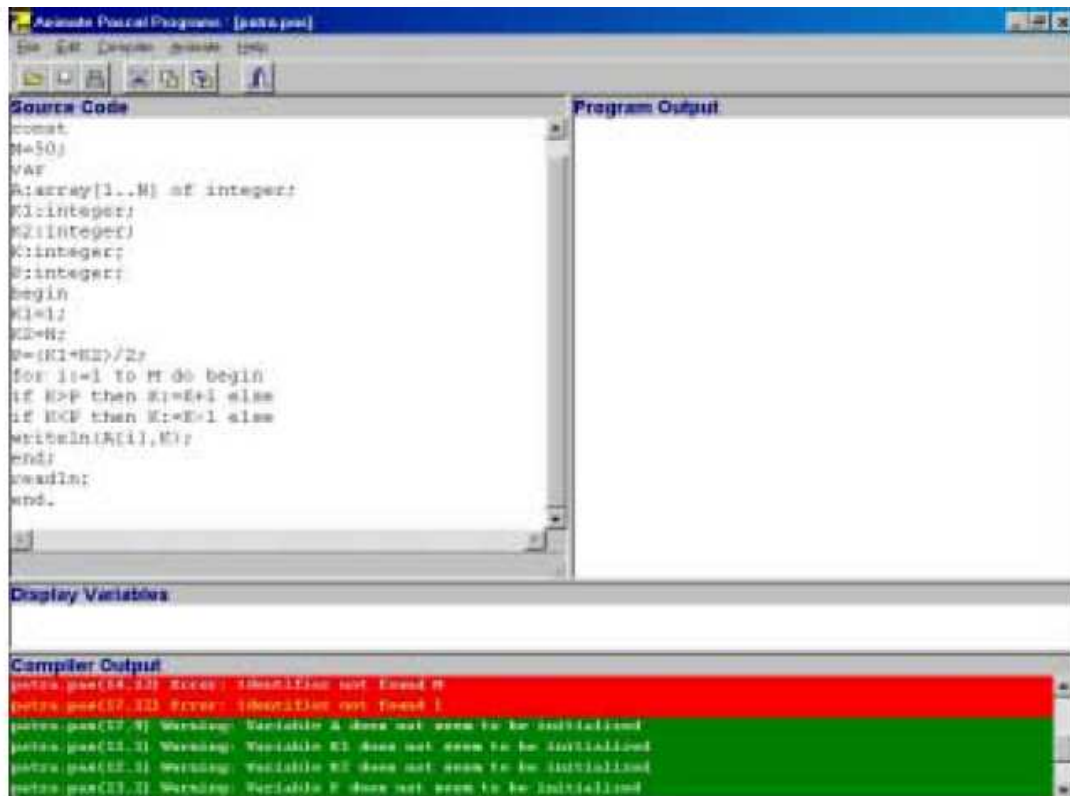 Animate Pascal Programs - [patra.pas]
File Edit Compiler Animate Help
Source Code
const
N=50;
var
A:array[1..N] of integer;
K1:integer;
K2:integer;
K:integer;
P:integer;
begin
K1=1;
K2=N;
P=(K1+K2)/2;
for i:=1 to M do begin
if K>P then K:=K+1 else
if K<P then K:=K-1 else
writeln(A[i],K);
end;
readln;
end.
Program Output
Display Variables
Compiler Output
Error: Identifier not found M
Error: Identifier not found I
Warning: Variable A does not seem to be initialized
Warning: Variable K1 does not seem to be initialized
Warning: Variable K2 does not seem to be initialized
Warning: Variable P does not seem to be initialized